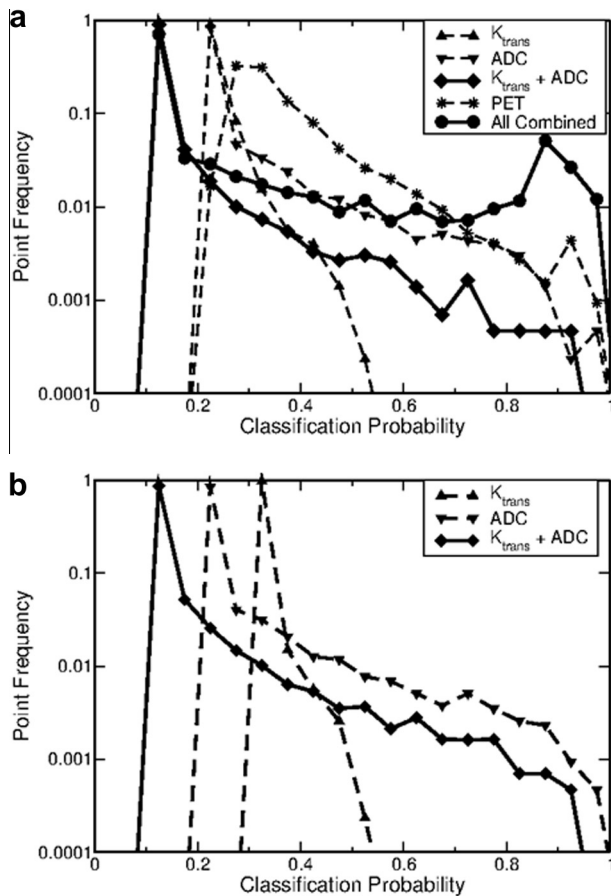 a
1
0.1
0.01
0.001
0.0001
Point Frequency
0 0.2 0.4 0.6 0.8 1
Classification Probability
K_trans
ADC
K_trans + ADC
PET
All Combined
b
1
0.1
0.01
0.001
0.0001
Point Frequency
0 0.2 0.4 0.6 0.8 1
Classification Probability
K_trans
ADC
K_trans + ADC